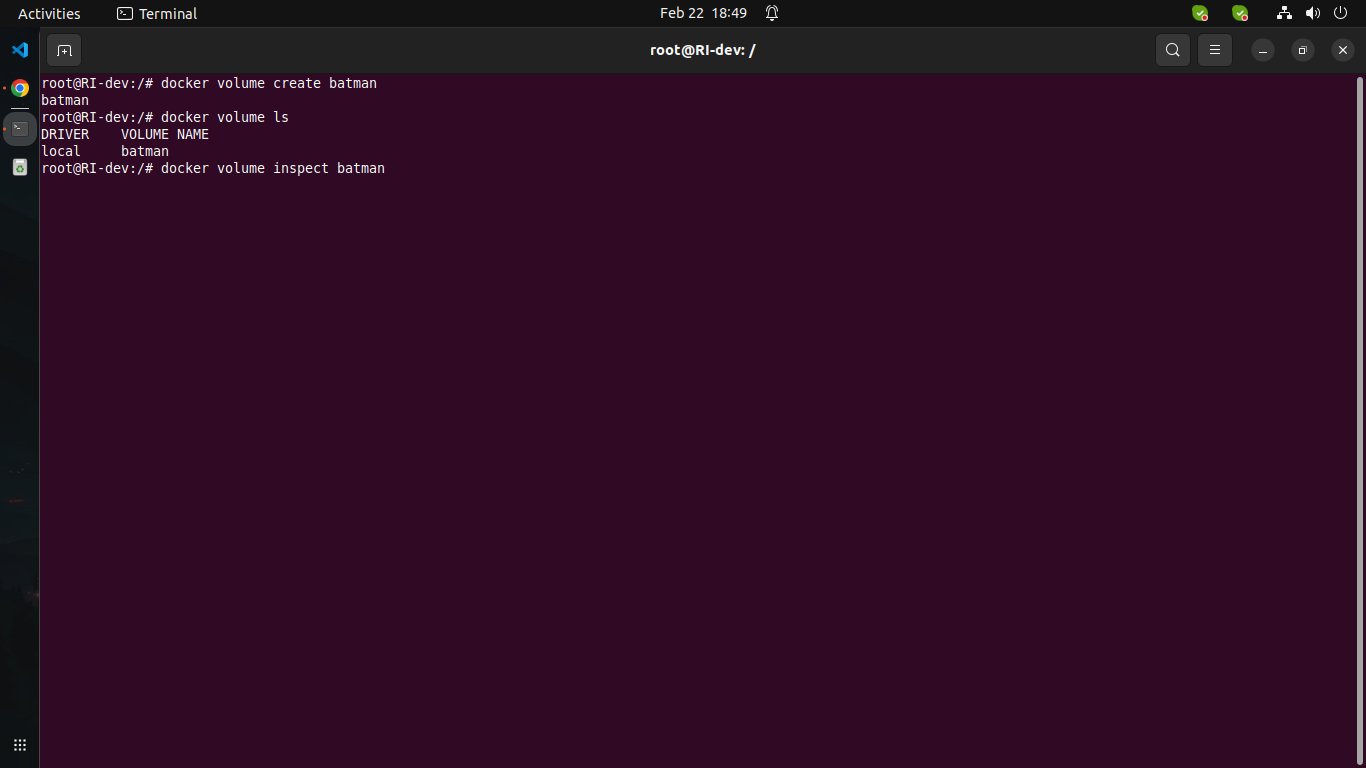 Activities
Terminal
Feb 22 18:49
root@RI-dev: /
root@RI-dev:/# docker volume create batman
batman
root@RI-dev:/# docker volume ls
DRIVER    VOLUME NAME
local     batman
root@RI-dev:/# docker volume inspect batman